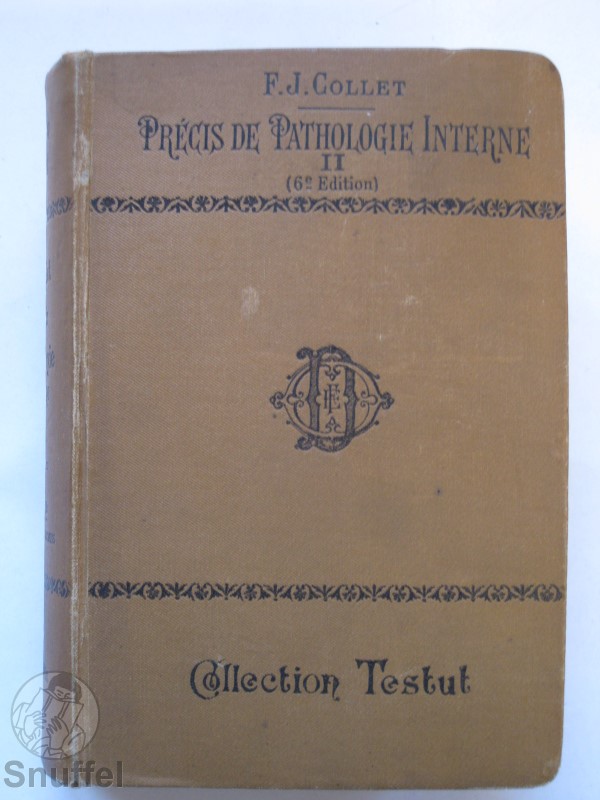 F. J. COLLET
PRÉCIS DE PATHOLOGIE INTERNE
II
(6e Edition)
Collection Testut
Snuffel